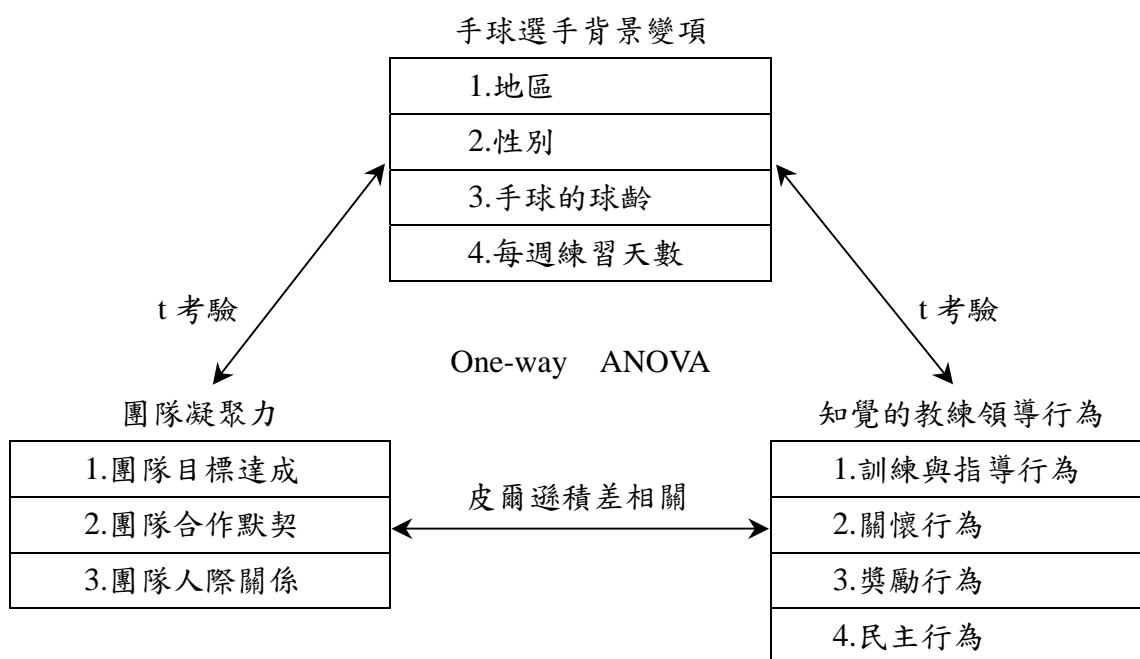 手球選手背景變項
1.地區
2.性別
3.手球的球齡
4.每週練習天數
t 考驗
t 考驗
One-way ANOVA
團隊凝聚力
1.團隊目標達成
2.團隊合作默契
3.團隊人際關係
皮爾遜積差相關
知覺的教練領導行為
1.訓練與指導行為
2.關懷行為
3.獎勵行為
4.民主行為